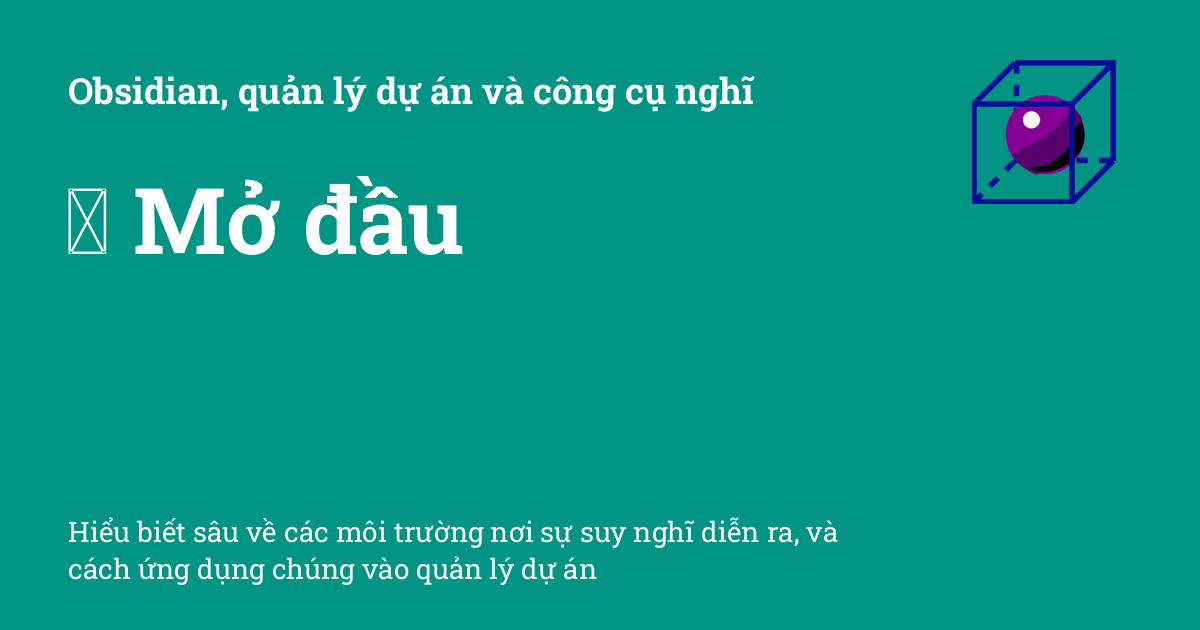 Obsidian, quản lý dự án và công cụ nghĩ
Mở đầu
Hiểu biết sâu về các môi trường nơi sự suy nghĩ diễn ra, và
cách ứng dụng chúng vào quản lý dự án